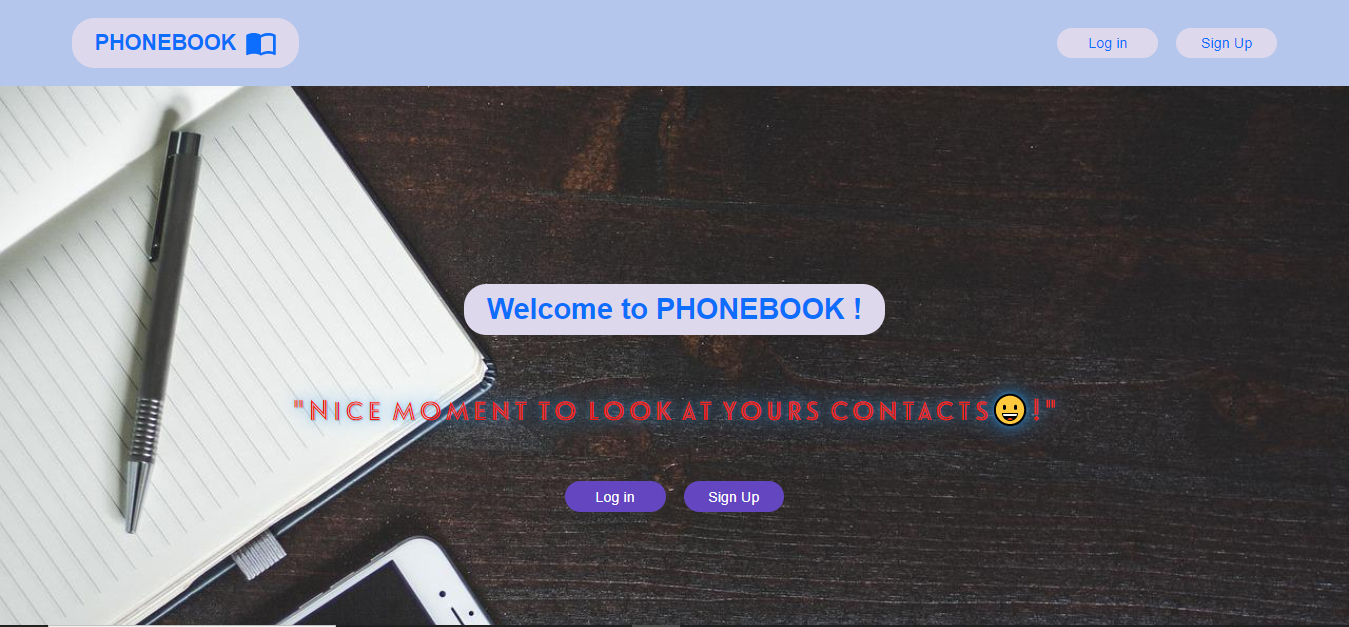 PHONEBOOK
Log in
Sign Up
Welcome to PHONEBOOK !
"NICE MOMENT TO LOOK AT YOURS CONTACTS😀!"
Log in
Sign Up